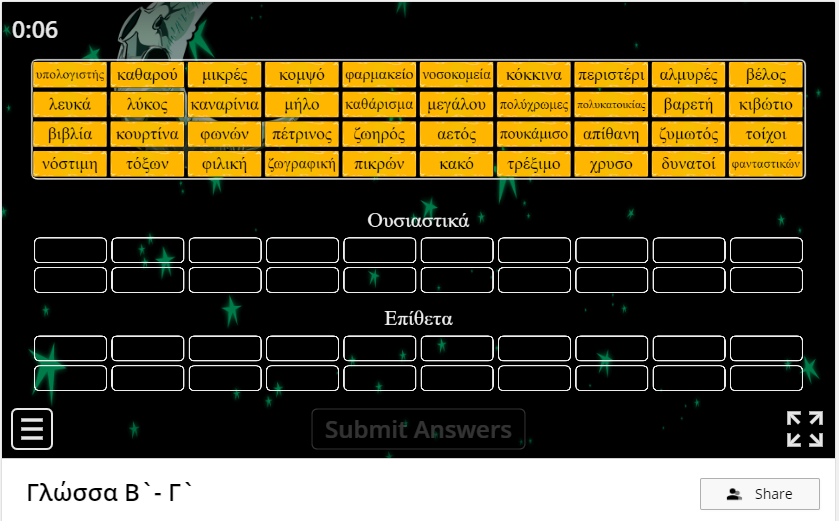 0:06
υπολογιστής καθαρού μικρές κομψό φαρμακείο νοσοκομεία κόκκινα περιστέρι αλμυρές βέλος
λευκά λύκος καναρίνια μήλο καθάρισμα μεγάλου πολύχρωμες πολυκατοικίας βαρετή κιβώτιο
βιβλία κουρτίνα φωνών πέτρινος ζωηρός αετός πουκάμισο απίθανη ζυμωτός τοίχοι
νόστιμη τόξων φιλική ζωγραφική πικρών κακό τρέξιμο χρυσο δυνατοί φανταστικών
Ουσιαστικά
Επίθετα
Submit Answers
Γλώσσα Β`- Γ`
Share